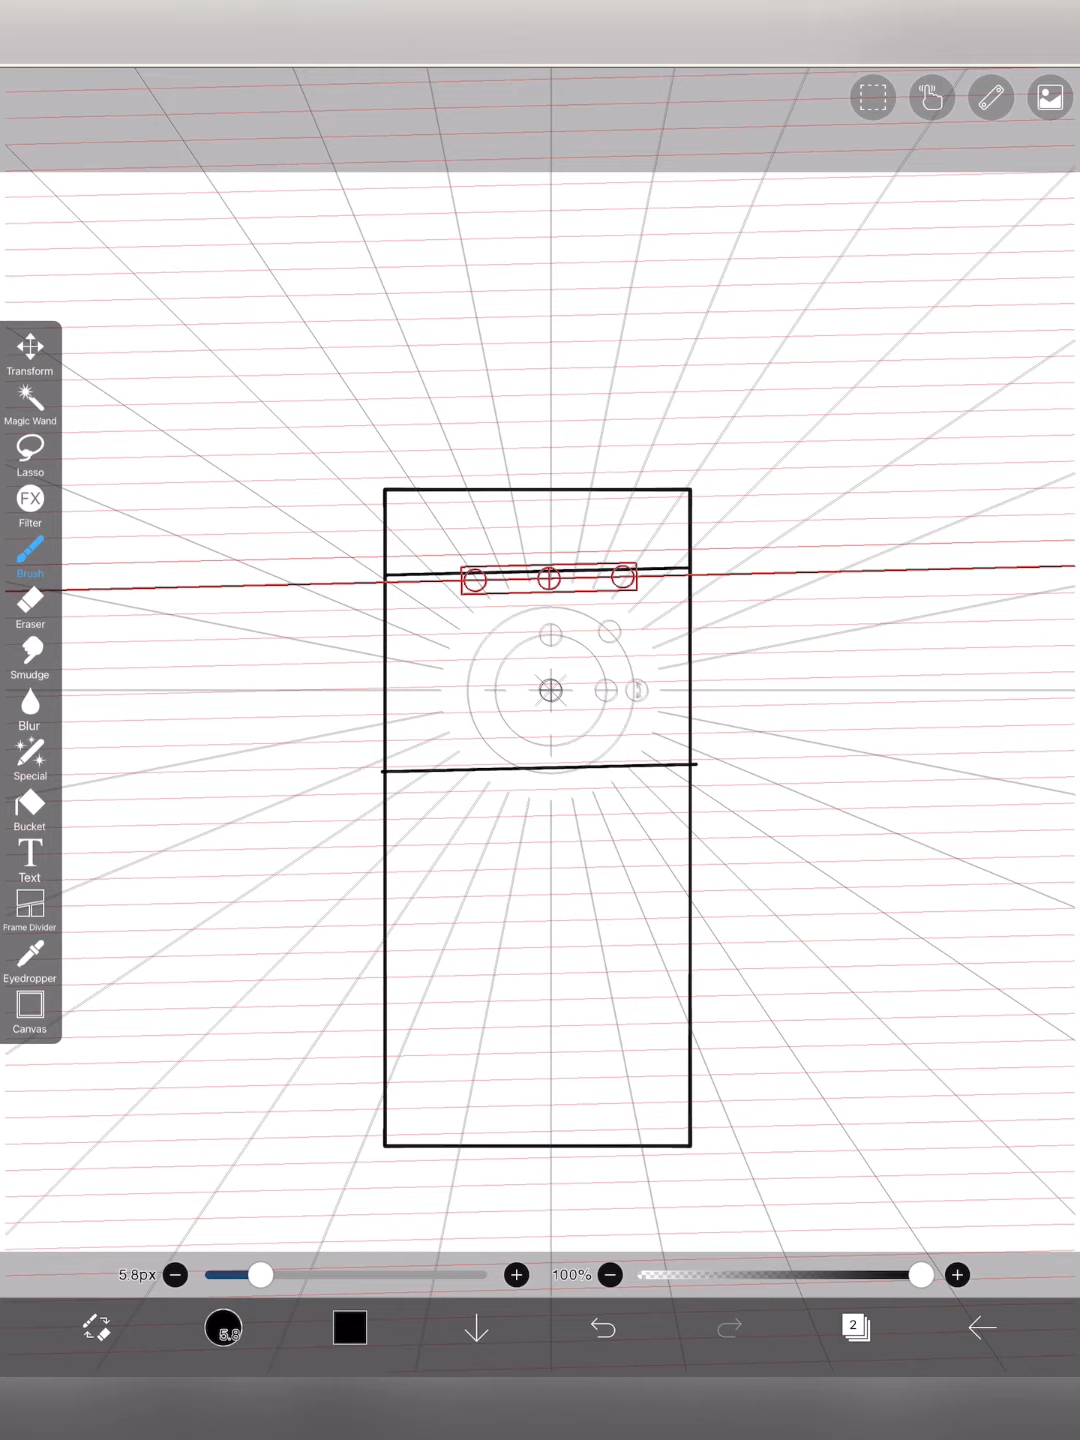 Transform
Magic Wand
Lasso
FX
Filter
Brush
Eraser
Smudge
Blur
Special
Bucket
T
Text
Frame Divider
Eyedropper
Canvas
5.8px
100%
5.8
2